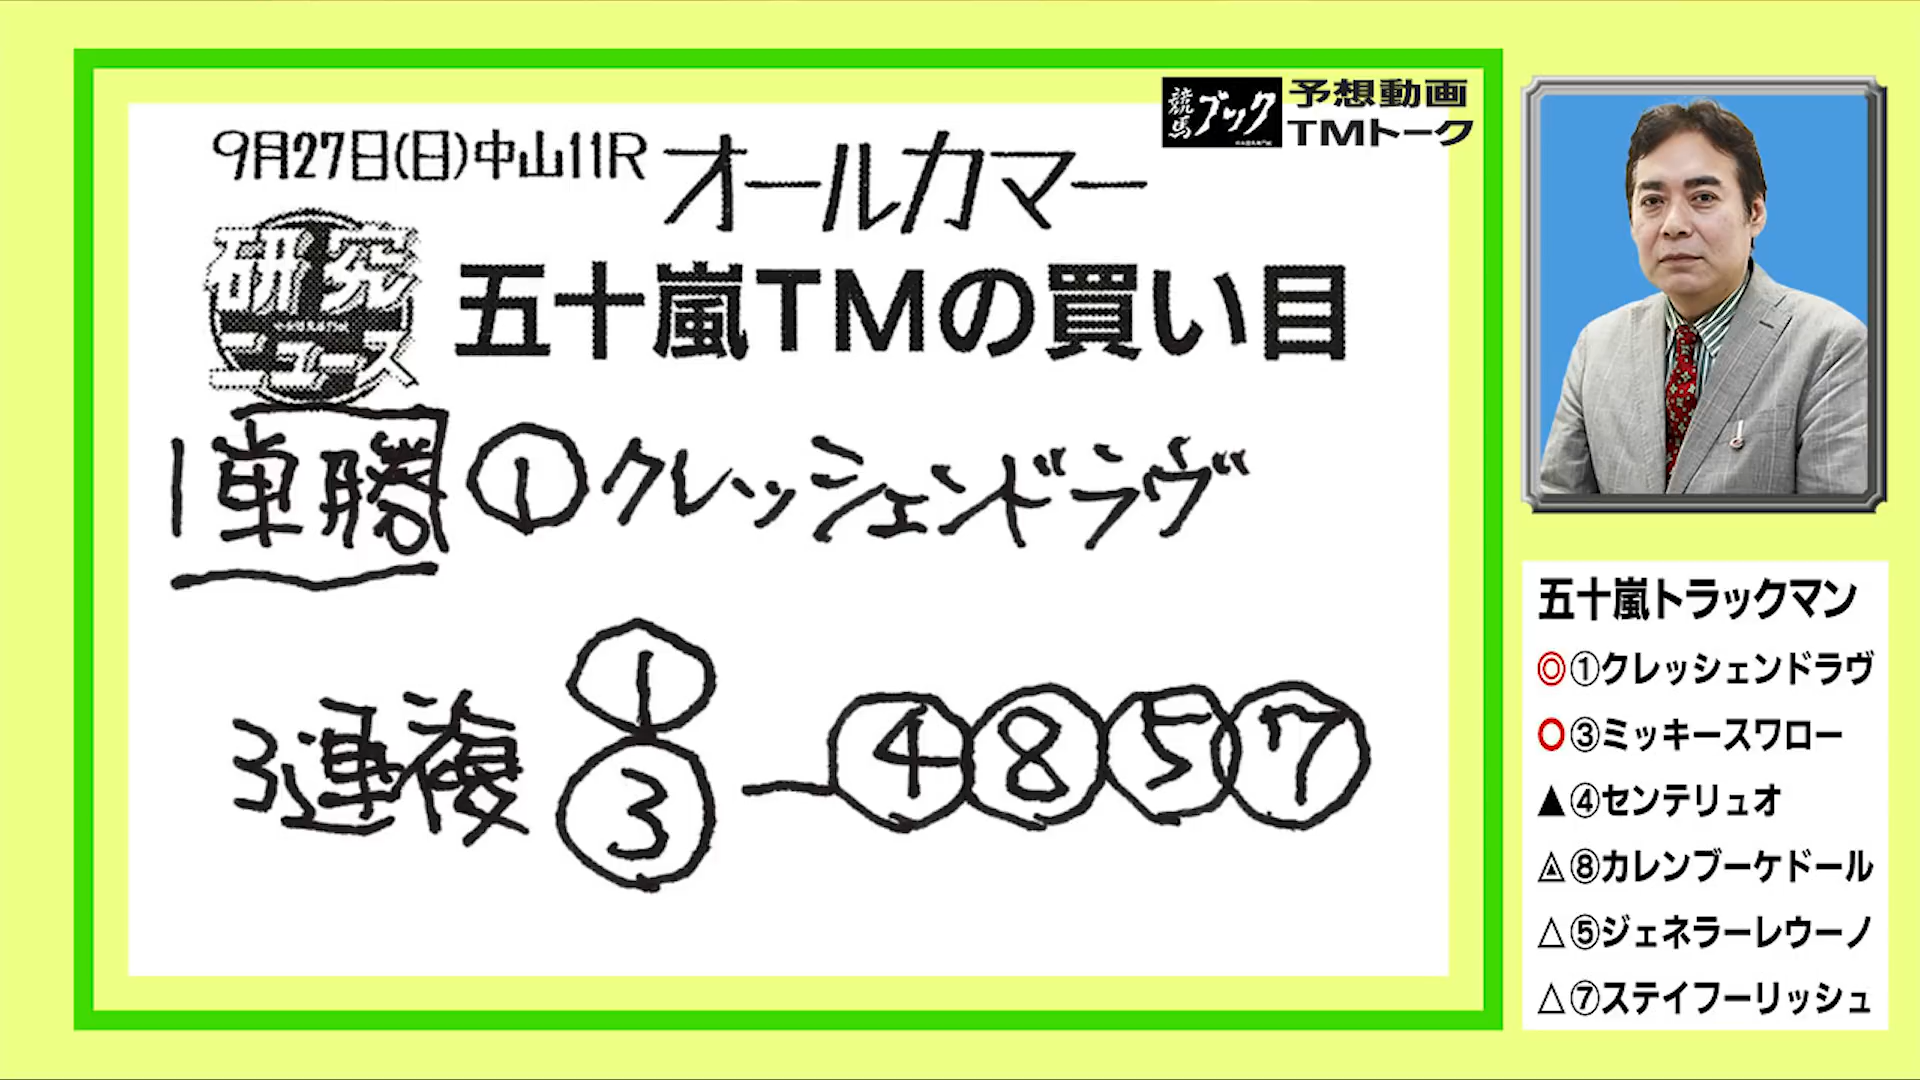 競馬ブック 予想動画
TMトーク
9月27日(日)中山11R オールカマー
研究ニュース
五十嵐TMの買い目
1単勝 ①クレッシェンドラヴ
3連複 ①③ー④⑧⑤⑦
五十嵐トラックマン
◎①クレッシェンドラヴ
○③ミッキースワロー
▲④センテリュオ
◬⑧カレンブーケドール
△⑤ジェネラーレウーノ
△⑦ステイフーリッシュ